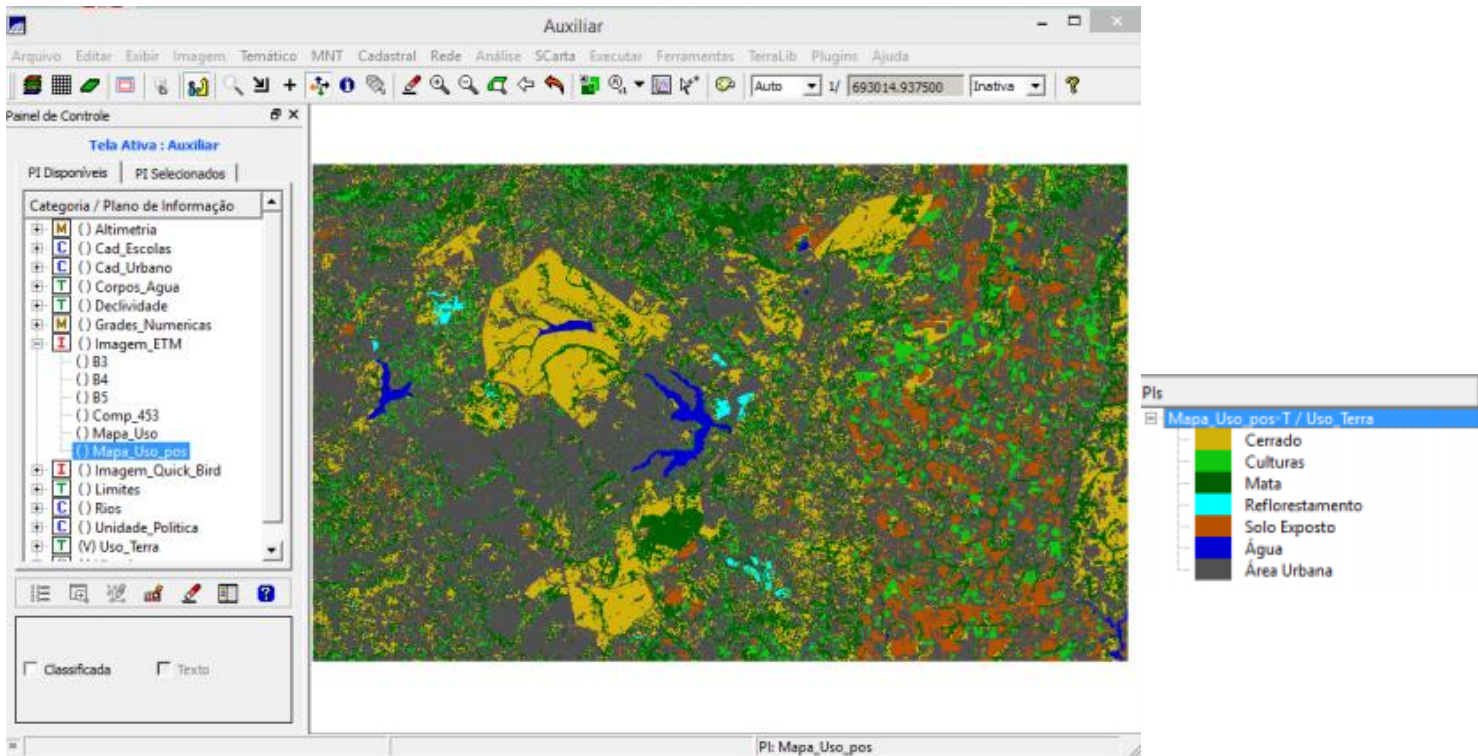 Auxiliar
Arquivo Editar Exibir Imagem Temático MNT Cadastral Rede Análise SCarta Executar Ferramentas TerraLib Plugins Ajuda
Auto 1/ 693014.937500 Inativa
Painel de Controle
Tela Ativa : Auxiliar
PI Disponíveis PI Selecionados
Categoria / Plano de Informação
M () Altimetria
C () Cad_Escolas
C () Cad_Urbano
T () Corpos_Agua
T () Declividade
M () Grades_Numericas
I () Imagem_ETM
() B3
() B4
() B5
() Comp_453
() Mapa_Uso
() Mapa_Uso_pos
I () Imagem_Quick_Bird
T () Limites
C () Rios
C () Unidade_Politica
T (V) Uso_Terra
Classificada Texto
PI: Mapa_Uso_pos
PIs
Mapa_Uso_pos-T / Uso_Terra
Cerrado
Culturas
Mata
Reflorestamento
Solo Exposto
Água
Área Urbana